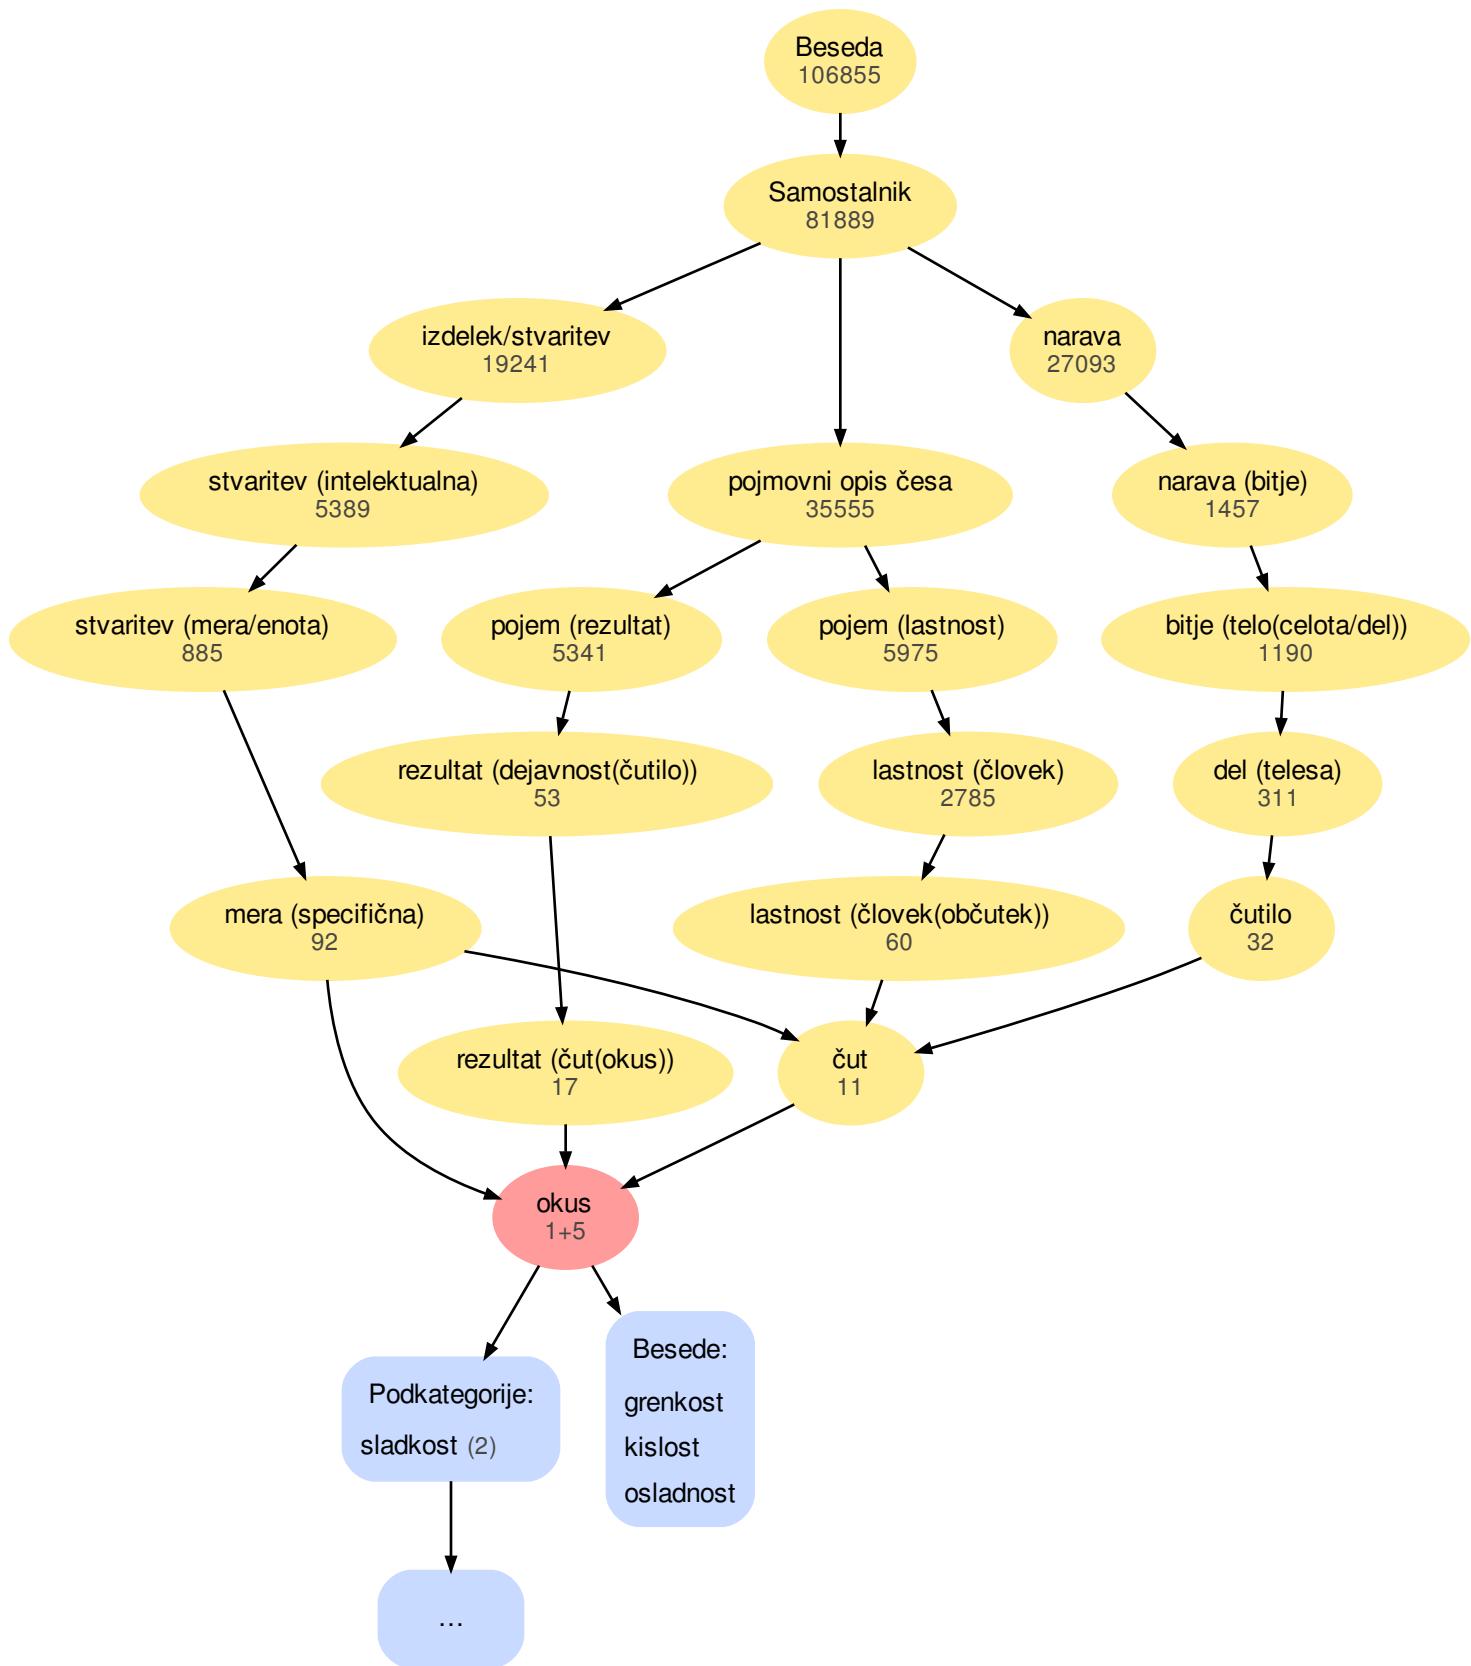 Beseda
106855
Samostalnik
81889
izdelek/stvaritev
19241
narava
27093
stvaritev (intelektualna)
5389
pojmovni opis česa
35555
narava (bitje)
1457
stvaritev (mera/enota)
885
pojem (rezultat)
5341
pojem (lastnost)
5975
bitje (telo(celota/del))
1190
rezultat (dejavnost(čutilo))
53
lastnost (človek)
2785
del (telesa)
311
mera (specifična)
92
lastnost (človek(občutek))
60
čutilo
32
rezultat (čut(okus))
17
čut
11
okus
1+5
Podkategorije:
sladkost (2)
Besede:
grenkost
kislost
osladnost
…